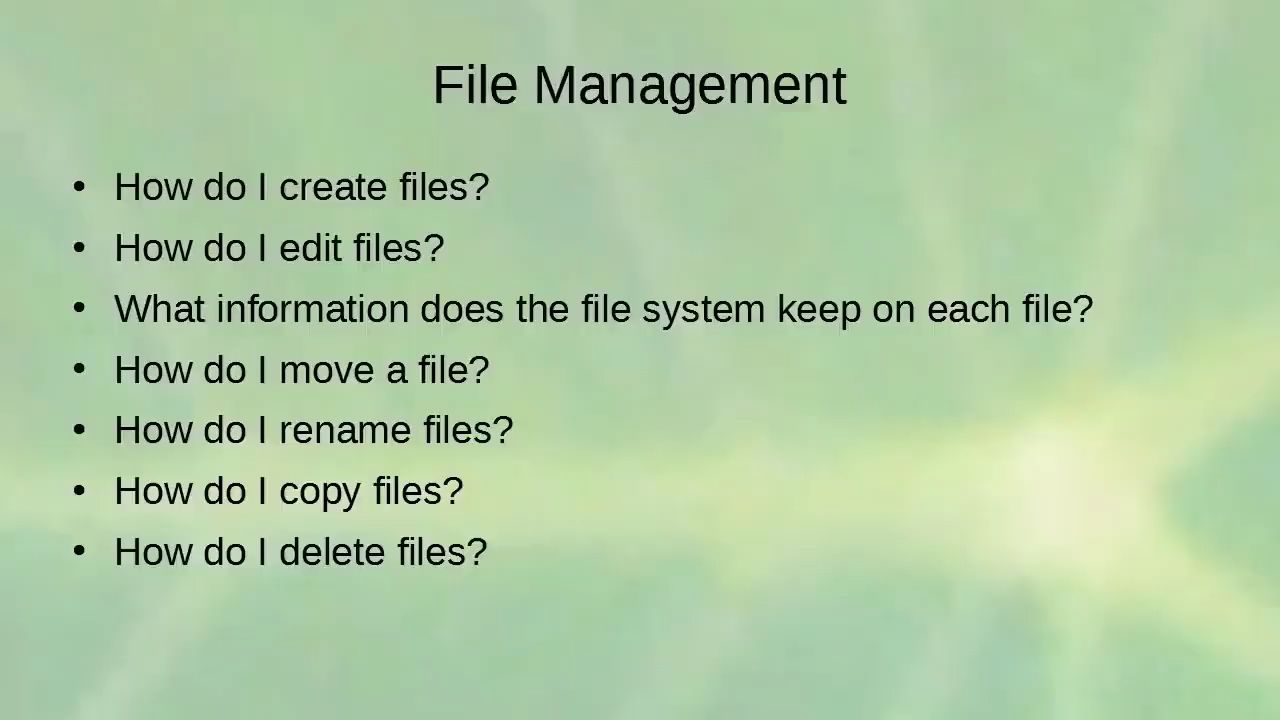 File Management
• How do I create files?
• How do I edit files?
• What information does the file system keep on each file?
• How do I move a file?
• How do I rename files?
• How do I copy files?
• How do I delete files?